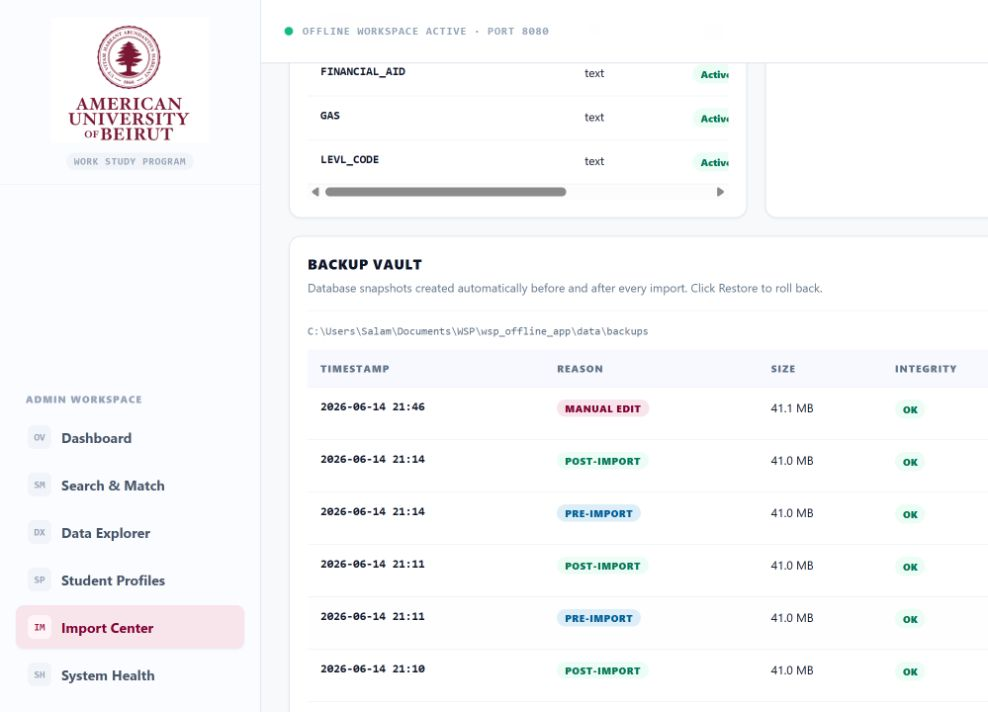 AMERICAN
UNIVERSITY
OF BEIRUT
WORK STUDY PROGRAM
ADMIN WORKSPACE
OV Dashboard
SM Search & Match
DX Data Explorer
SP Student Profiles
IM Import Center
SH System Health
OFFLINE WORKSPACE ACTIVE · PORT 8080
FINANCIAL_AID text Active
GAS text Active
LEVL_CODE text Active
BACKUP VAULT
Database snapshots created automatically before and after every import. Click Restore to roll back.
C:\Users\Salam\Documents\WSP\wsp_offline_app\data\backups
TIMESTAMP REASON SIZE INTEGRITY
2026-06-14 21:46 MANUAL EDIT 41.1 MB OK
2026-06-14 21:14 POST-IMPORT 41.0 MB OK
2026-06-14 21:14 PRE-IMPORT 41.0 MB OK
2026-06-14 21:11 POST-IMPORT 41.0 MB OK
2026-06-14 21:11 PRE-IMPORT 41.0 MB OK
2026-06-14 21:10 POST-IMPORT 41.0 MB OK